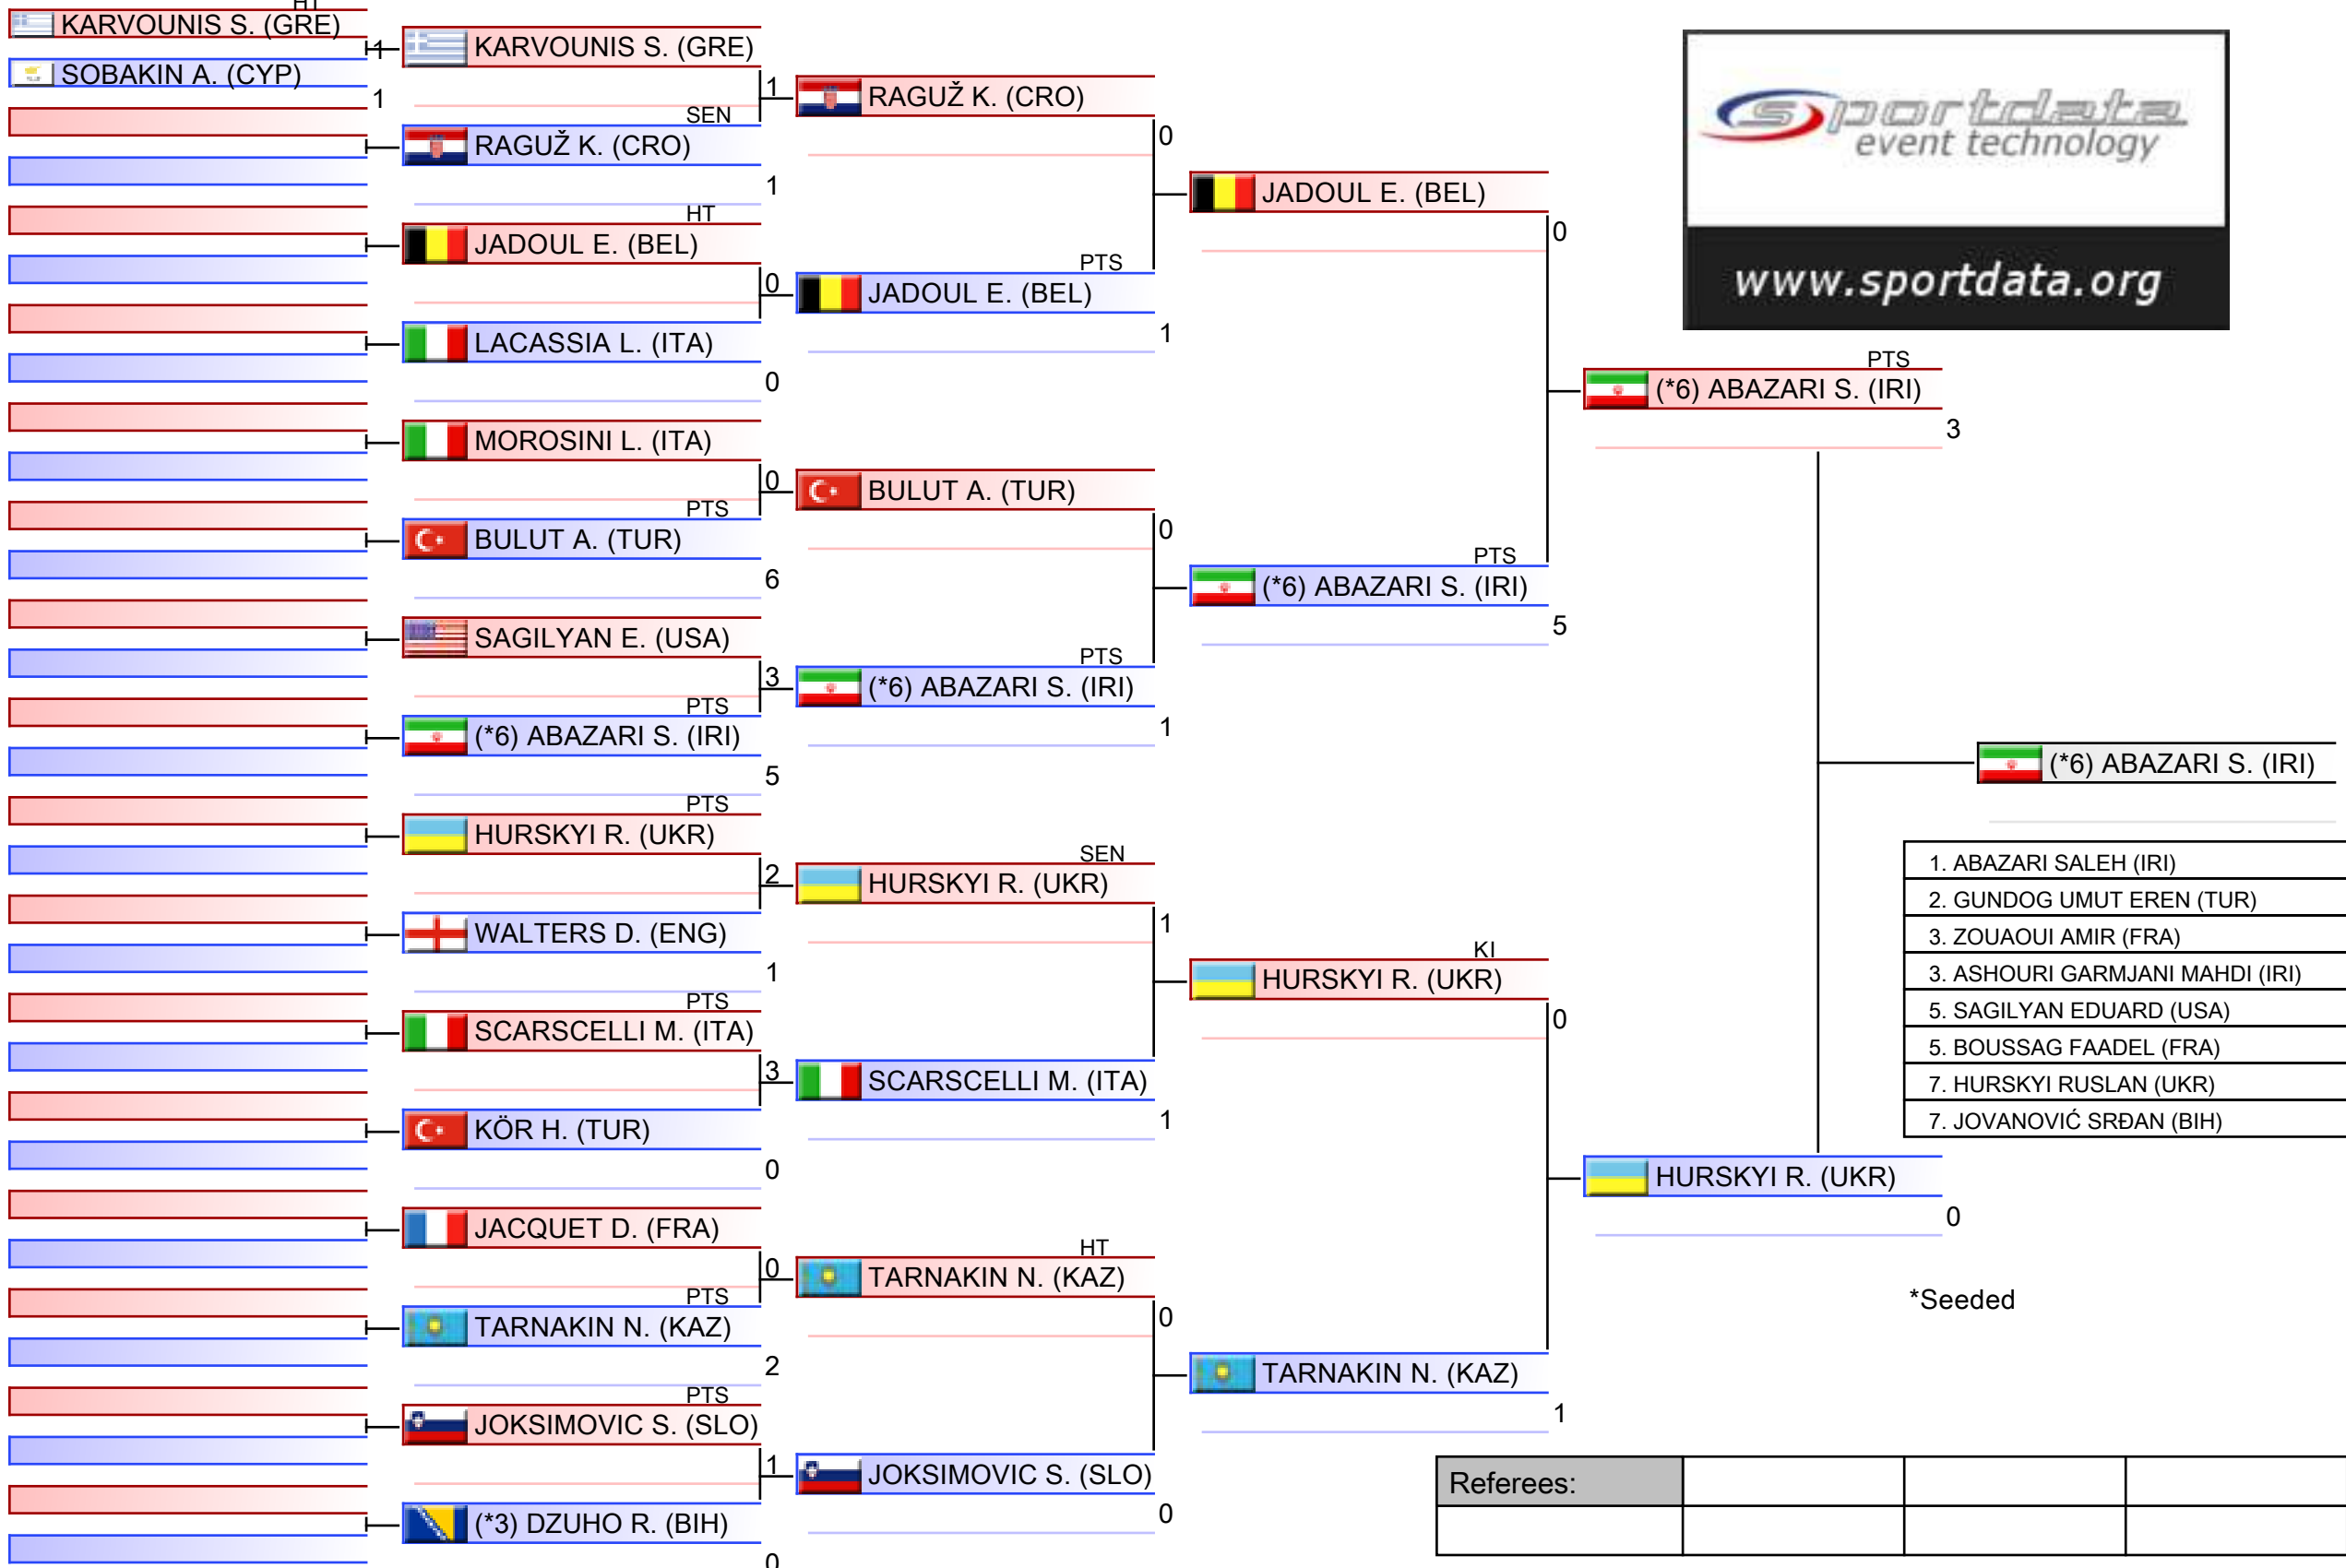 HT
KARVOUNIS S. (GRE)
1
SOBAKIN A. (CYP)
1
KARVOUNIS S. (GRE)
1
SEN
RAGUŽ K. (CRO)
1
HT
JADOUL E. (BEL)
0
LACASSIA L. (ITA)
0
MOROSINI L. (ITA)
0
PTS
BULUT A. (TUR)
6
SAGILYAN E. (USA)
3
PTS
(*6) ABAZARI S. (IRI)
5
PTS
HURSKYI R. (UKR)
2
WALTERS D. (ENG)
1
PTS
SCARSCELLI M. (ITA)
3
KÖR H. (TUR)
0
JACQUET D. (FRA)
0
PTS
TARNAKIN N. (KAZ)
2
PTS
JOKSIMOVIC S. (SLO)
1
(*3) DZUHO R. (BIH)
0
RAGUŽ K. (CRO)
0
PTS
JADOUL E. (BEL)
1
BULUT A. (TUR)
0
PTS
(*6) ABAZARI S. (IRI)
1
SEN
HURSKYI R. (UKR)
1
SCARSCELLI M. (ITA)
1
HT
TARNAKIN N. (KAZ)
0
JOKSIMOVIC S. (SLO)
0
JADOUL E. (BEL)
0
PTS
(*6) ABAZARI S. (IRI)
5
KI
HURSKYI R. (UKR)
0
TARNAKIN N. (KAZ)
1
sportdata
event technology
www.sportdata.org
PTS
(*6) ABAZARI S. (IRI)
3
HURSKYI R. (UKR)
0
(*6) ABAZARI S. (IRI)
1. ABAZARI SALEH (IRI)
2. GUNDOG UMUT EREN (TUR)
3. ZOUAOUI AMIR (FRA)
3. ASHOURI GARMJANI MAHDI (IRI)
5. SAGILYAN EDUARD (USA)
5. BOUSSAG FAADEL (FRA)
7. HURSKYI RUSLAN (UKR)
7. JOVANOVIĆ SRĐAN (BIH)
*Seeded
Referees: